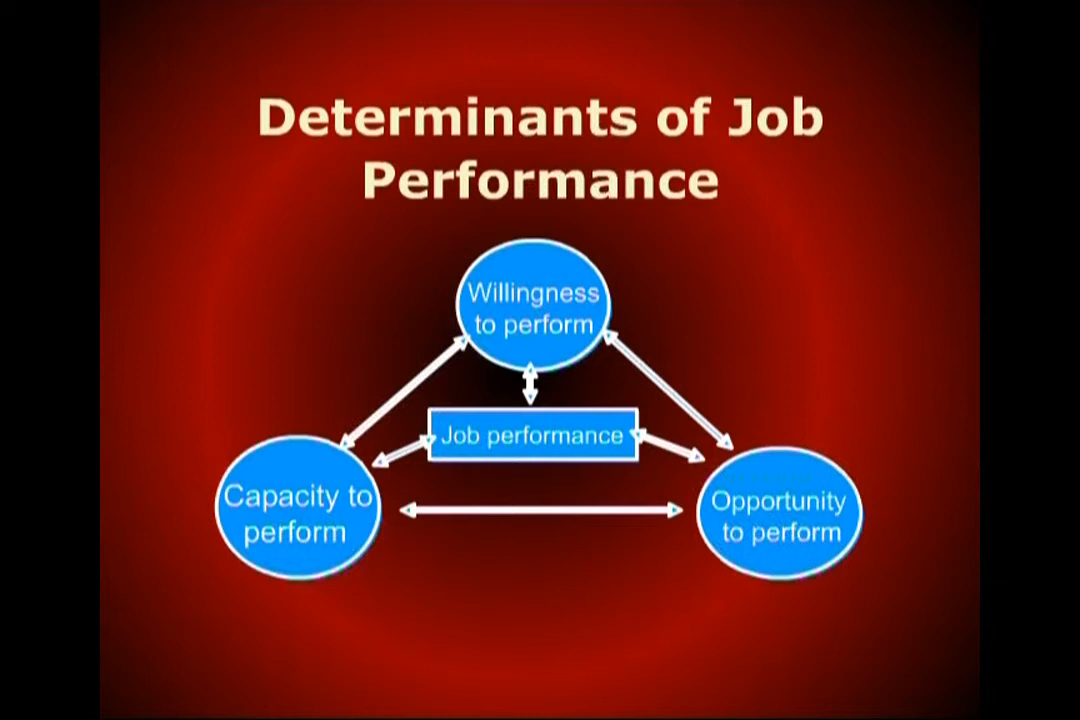 Determinants of Job
Performance
Willingness
to perform
Job performance
Capacity to
perform
Opportunity
to perform